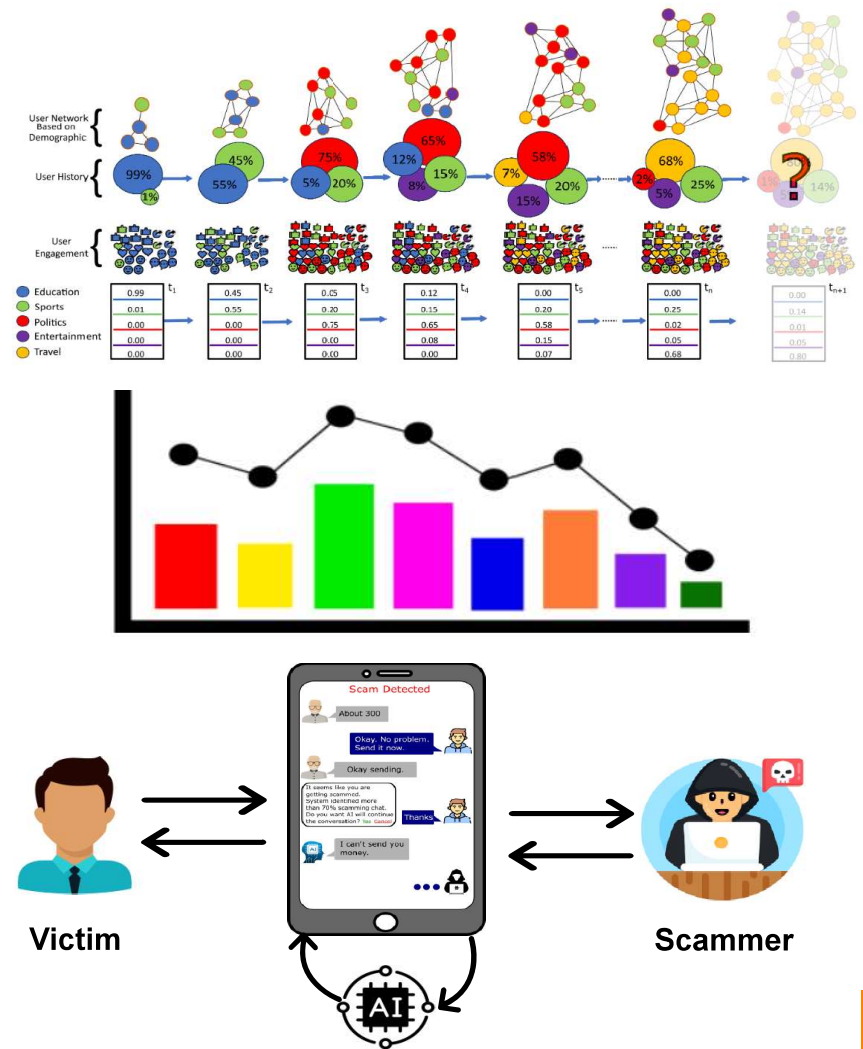 User Network
Based on
Demographic
User History
99%
1%
45%
55%
75%
5%
20%
65%
12%
15%
8%
58%
7%
20%
15%
68%
2%
25%
5%
80%
1%
14%
5
?
User
Engagement
Education
Sports
Politics
Entertainment
Travel
t1
0.99
0.01
0.00
0.00
0.00
t2
0.45
0.55
0.00
0.00
0.00
t3
0.05
0.20
0.75
0.00
0.00
t4
0.12
0.15
0.65
0.08
0.00
t5
0.00
0.20
0.58
0.15
0.07
tn
0.00
0.25
0.02
0.05
0.68
tn+1
0.00
0.14
0.01
0.05
0.80
Scam Detected
About 300
Okay. No problem.
Send it now.
Okay sending.
It seems like you are
getting scammed.
System identified more
than 70% scamming chat.
Do you want AI will continue
the conversation? Yes Cancel
Thanks
AI
I can't send you
money.
Victim
Scammer
AI